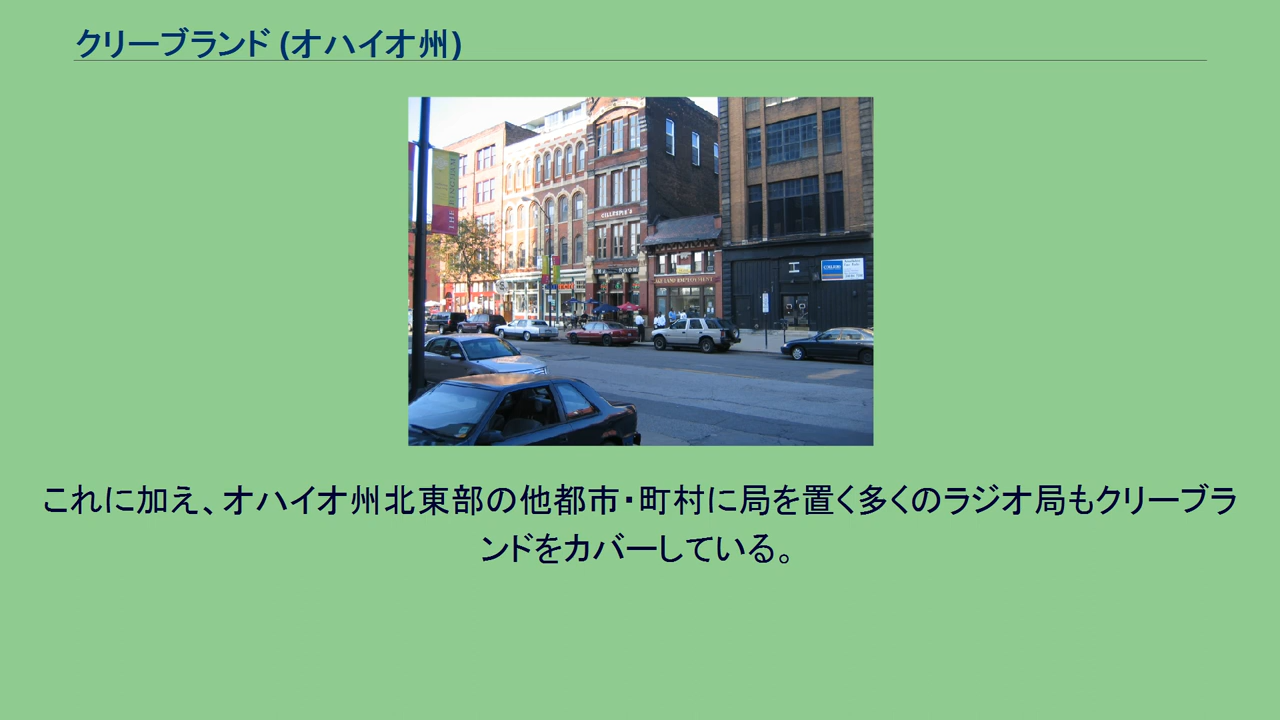 クリーブランド (オハイオ州)
GILLESPIE'S
これに加え、オハイオ州北東部の他都市・町村に局を置く多くのラジオ局もクリーブラ
ンドをカバーしている。